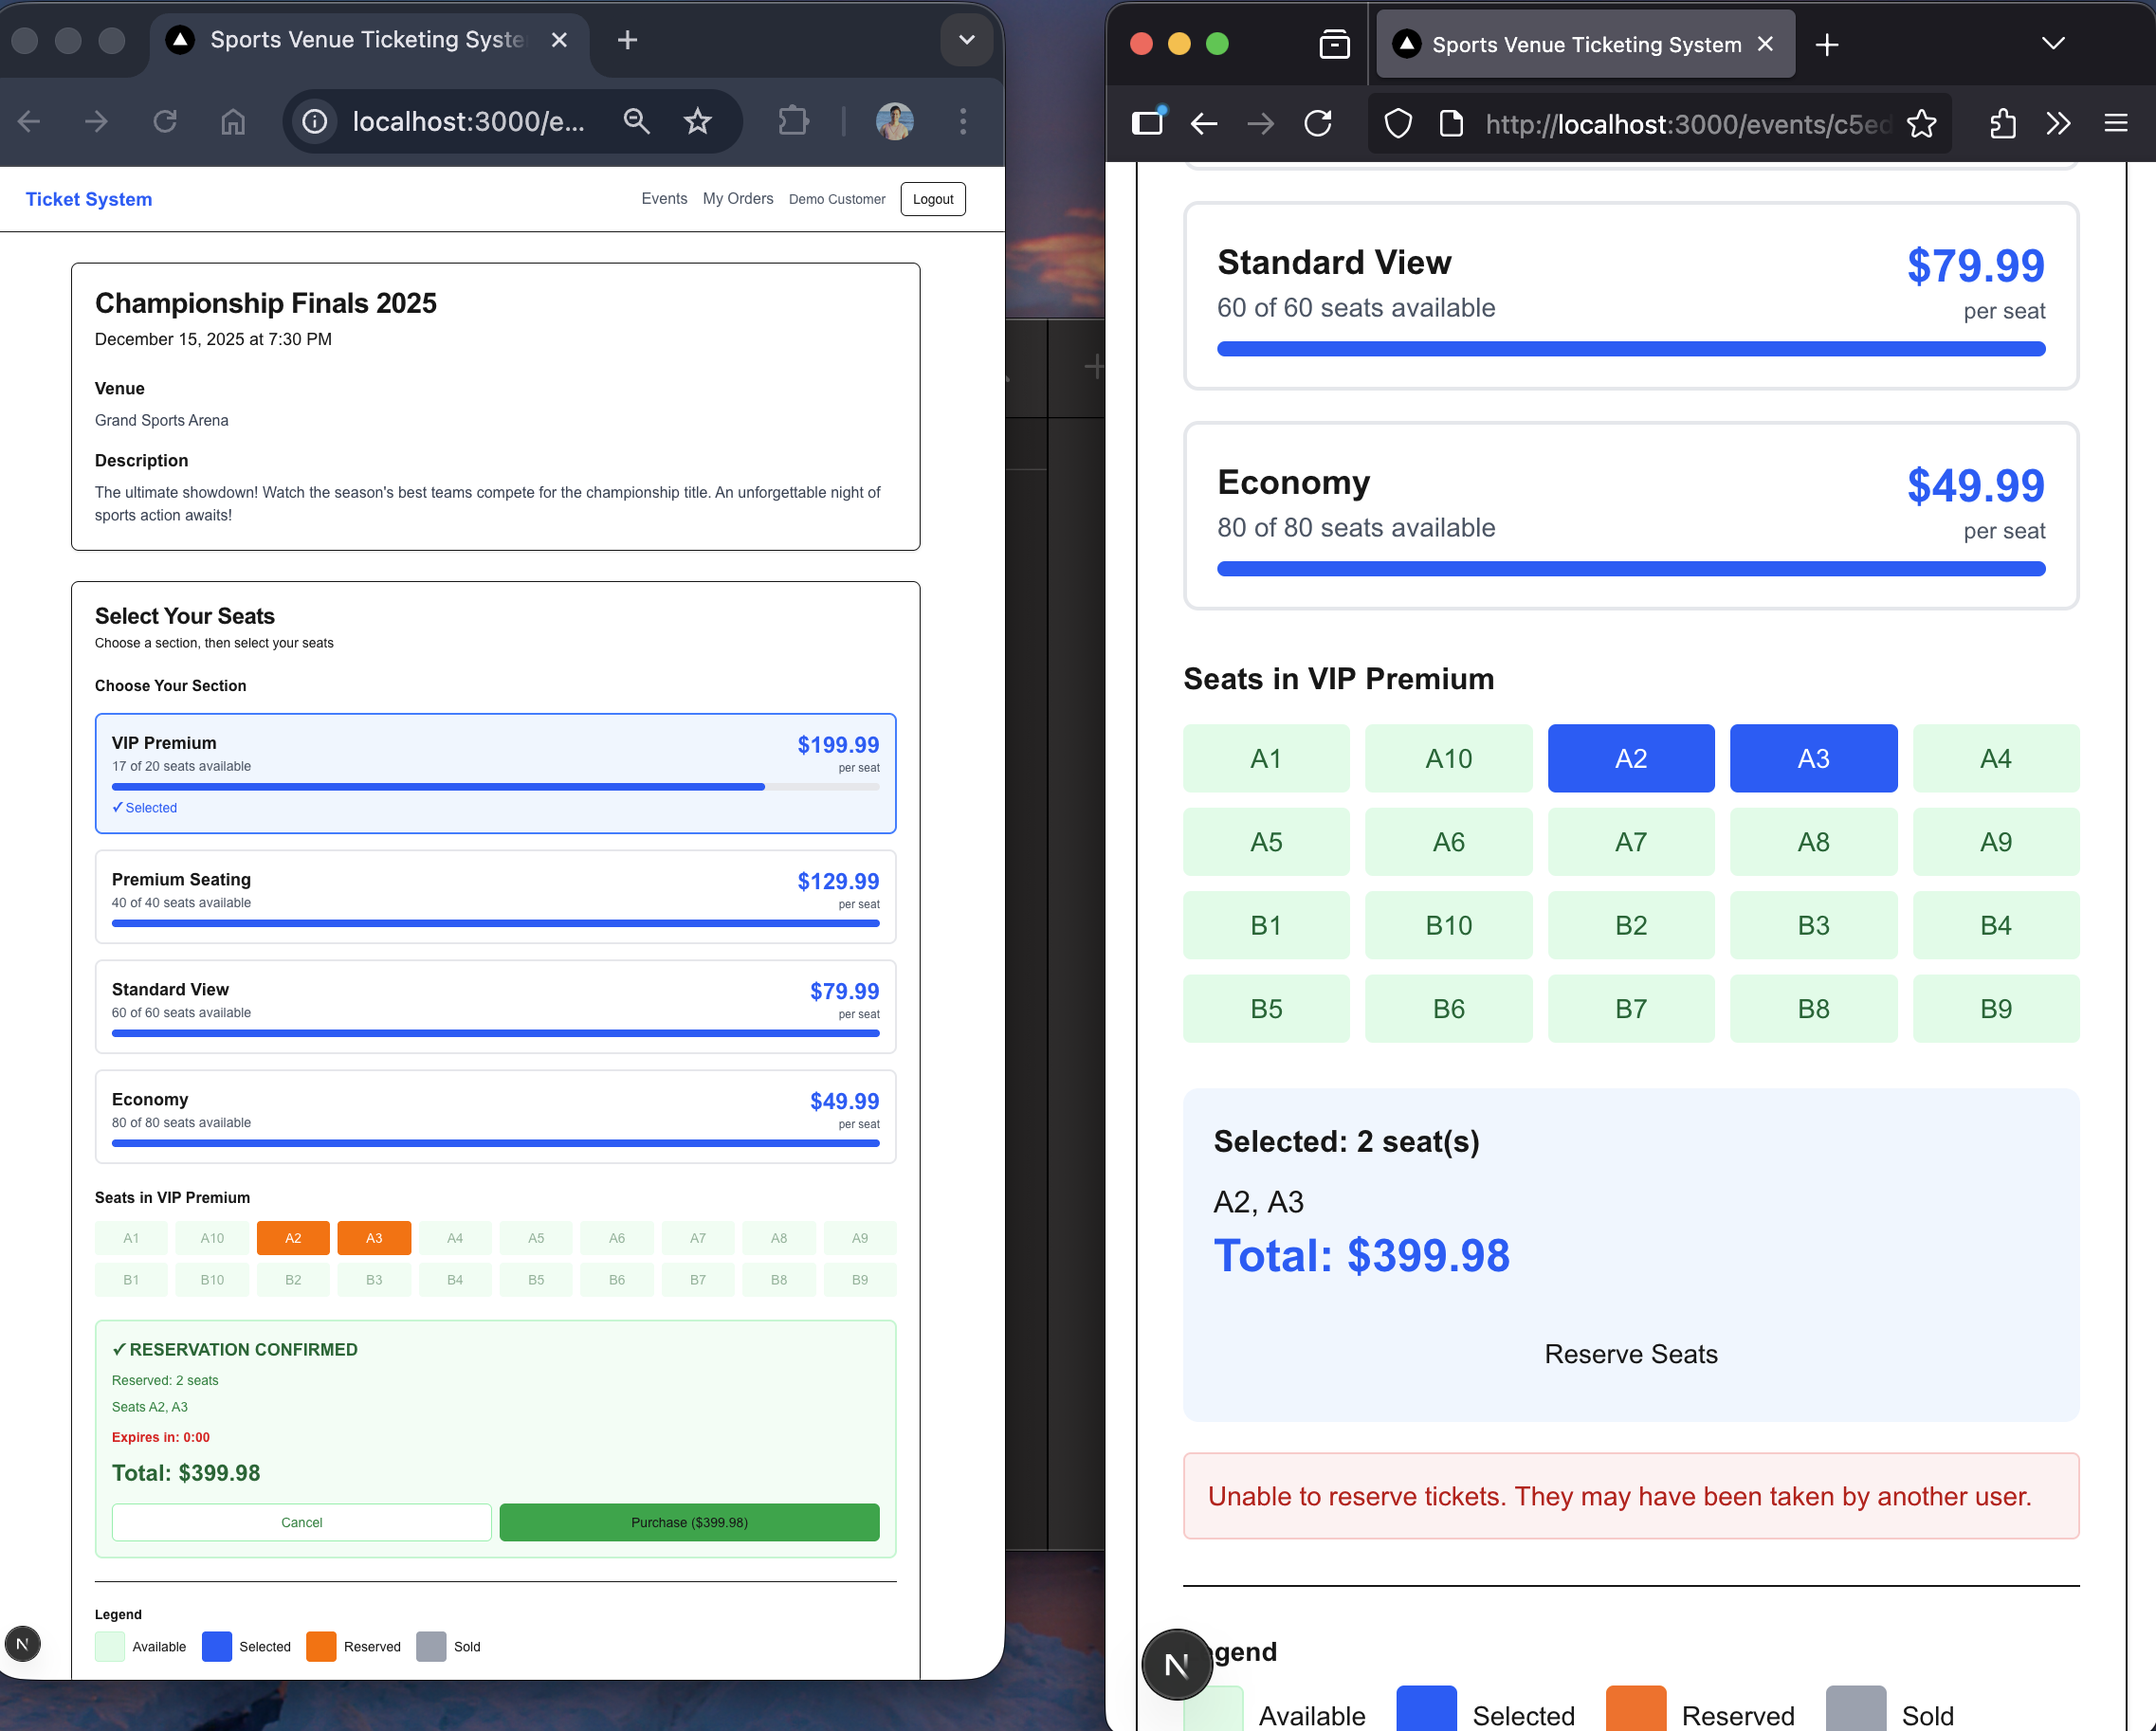 Sports Venue Ticketing Syste
localhost:3000/e...
Ticket System
Events
My Orders
Demo Customer
Logout
Championship Finals 2025
December 15, 2025 at 7:30 PM
Venue
Grand Sports Arena
Description
The ultimate showdown! Watch the season's best teams compete for the championship title. An unforgettable night of
sports action awaits!
Select Your Seats
Choose a section, then select your seats
Choose Your Section
VIP Premium
$199.99
17 of 20 seats available
per seat
✓ Selected
Premium Seating
$129.99
40 of 40 seats available
per seat
Standard View
$79.99
60 of 60 seats available
per seat
Economy
$49.99
80 of 80 seats available
per seat
Seats in VIP Premium
A1 A10 A2 A3 A4 A5 A6 A7 A8 A9
B1 B10 B2 B3 B4 B5 B6 B7 B8 B9
✓ RESERVATION CONFIRMED
Reserved: 2 seats
Seats A2, A3
Expires in: 0:00
Total: $399.98
Cancel
Purchase ($399.98)
Legend
Available
Selected
Reserved
Sold
N
Sports Venue Ticketing System
http://localhost:3000/events/c5ed
Standard View
$79.99
60 of 60 seats available
per seat
Economy
$49.99
80 of 80 seats available
per seat
Seats in VIP Premium
A1 A10 A2 A3 A4
A5 A6 A7 A8 A9
B1 B10 B2 B3 B4
B5 B6 B7 B8 B9
Selected: 2 seat(s)
A2, A3
Total: $399.98
Reserve Seats
Unable to reserve tickets. They may have been taken by another user.
gend
N
Available
Selected
Reserved
Sold